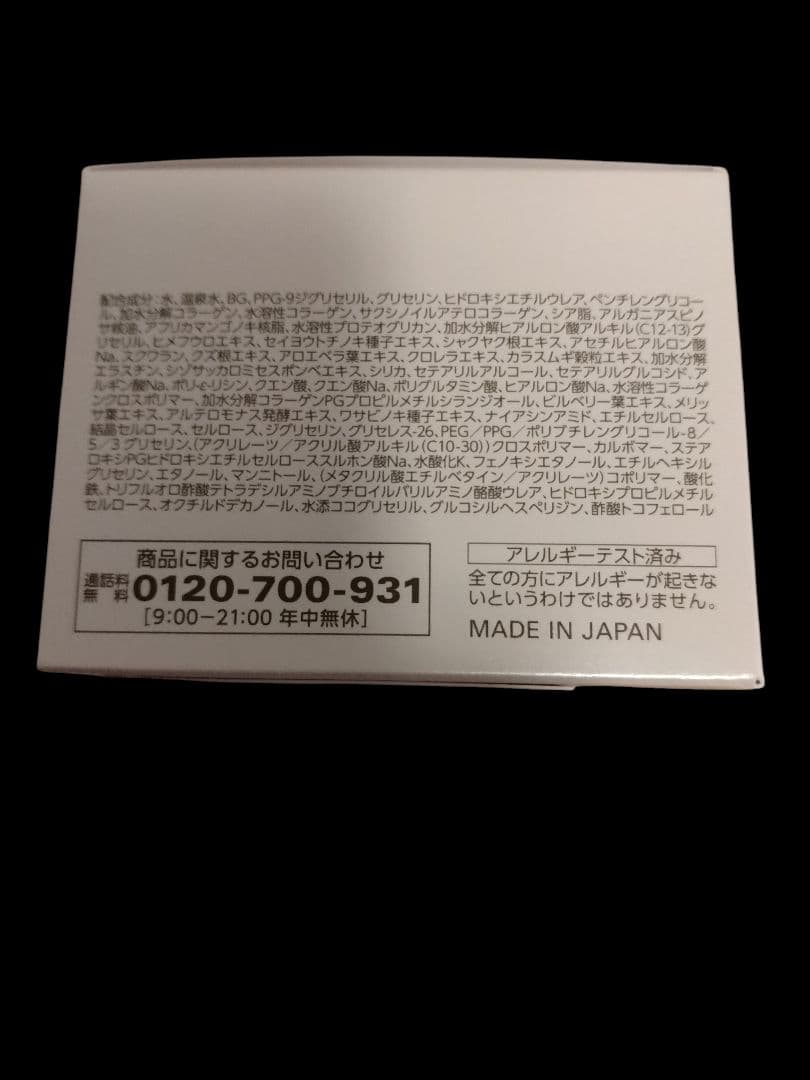 配合成分：水、温泉水、BG、PPG-9ジグリセリル、グリセリン、ヒドロキシエチルウレア、ペンチレングリコー
ル、加水分解コラーゲン、水溶性コラーゲン、サクシノイルアテロコラーゲン、シア脂、アルガニアスピノ
サ核油、アフリカマンゴノキ核脂、水溶性プロテオグリカン、加水分解ヒアルロン酸アルキル(C12-13)グ
リセリル、ヒメフウロエキス、セイヨウトチノキ種子エキス、シャクヤク根エキス、アセチルヒアルロン酸
Na、スクワラン、クズ根エキス、アロエベラ葉エキス、クロレラエキス、カラスムギ穀粒エキス、加水分解
エラスチン、シゾサッカロミセスポンベエキス、シリカ、セテアリルアルコール、セテアリルグルコシド、ア
ルギン酸Na、ポリ-ε-リシン、クエン酸、クエン酸Na、ポリグルタミン酸、ヒアルロン酸Na、水溶性コラーゲ
ンクロスポリマー、加水分解コラーゲンPGプロピルメチルシランジオール、ビルベリー葉エキス、メリッ
サ葉エキス、アルテロモナス発酵エキス、ワサビノキ種子エキス、ナイアシンアミド、エチルセルロース、
結晶セルロース、セルロース、ジグリセリン、グリセレス-26、PEG／PPG／ポリブチレングリコール-8／
5／3グリセリン、(アクリレーツ／アクリル酸アルキル(C10-30))クロスポリマー、カルボマー、ステア
ロキシPGヒドロキシエチルセルローススルホン酸Na、水酸化K、フェノキシエタノール、エチルヘキシル
グリセリン、エタノール、マンニトール、(メタクリル酸エチルベタイン／アクリレーツ)コポリマー、酸化
鉄、トリフルオロ酢酸テトラデシルアミノブチロイルバリルアミノ酪酸ウレア、ヒドロキシプロピルメチル
セルロース、オクチルドデカノール、水添ココグリセリル、グルコシルヘスペリジン、酢酸トコフェロール
商品に関するお問い合わせ
通話料無料 0120-700-931
［9:00－21:00 年中無休］
アレルギーテスト済み
全ての方にアレルギーが起きな
いというわけではありません。
MADE IN JAPAN